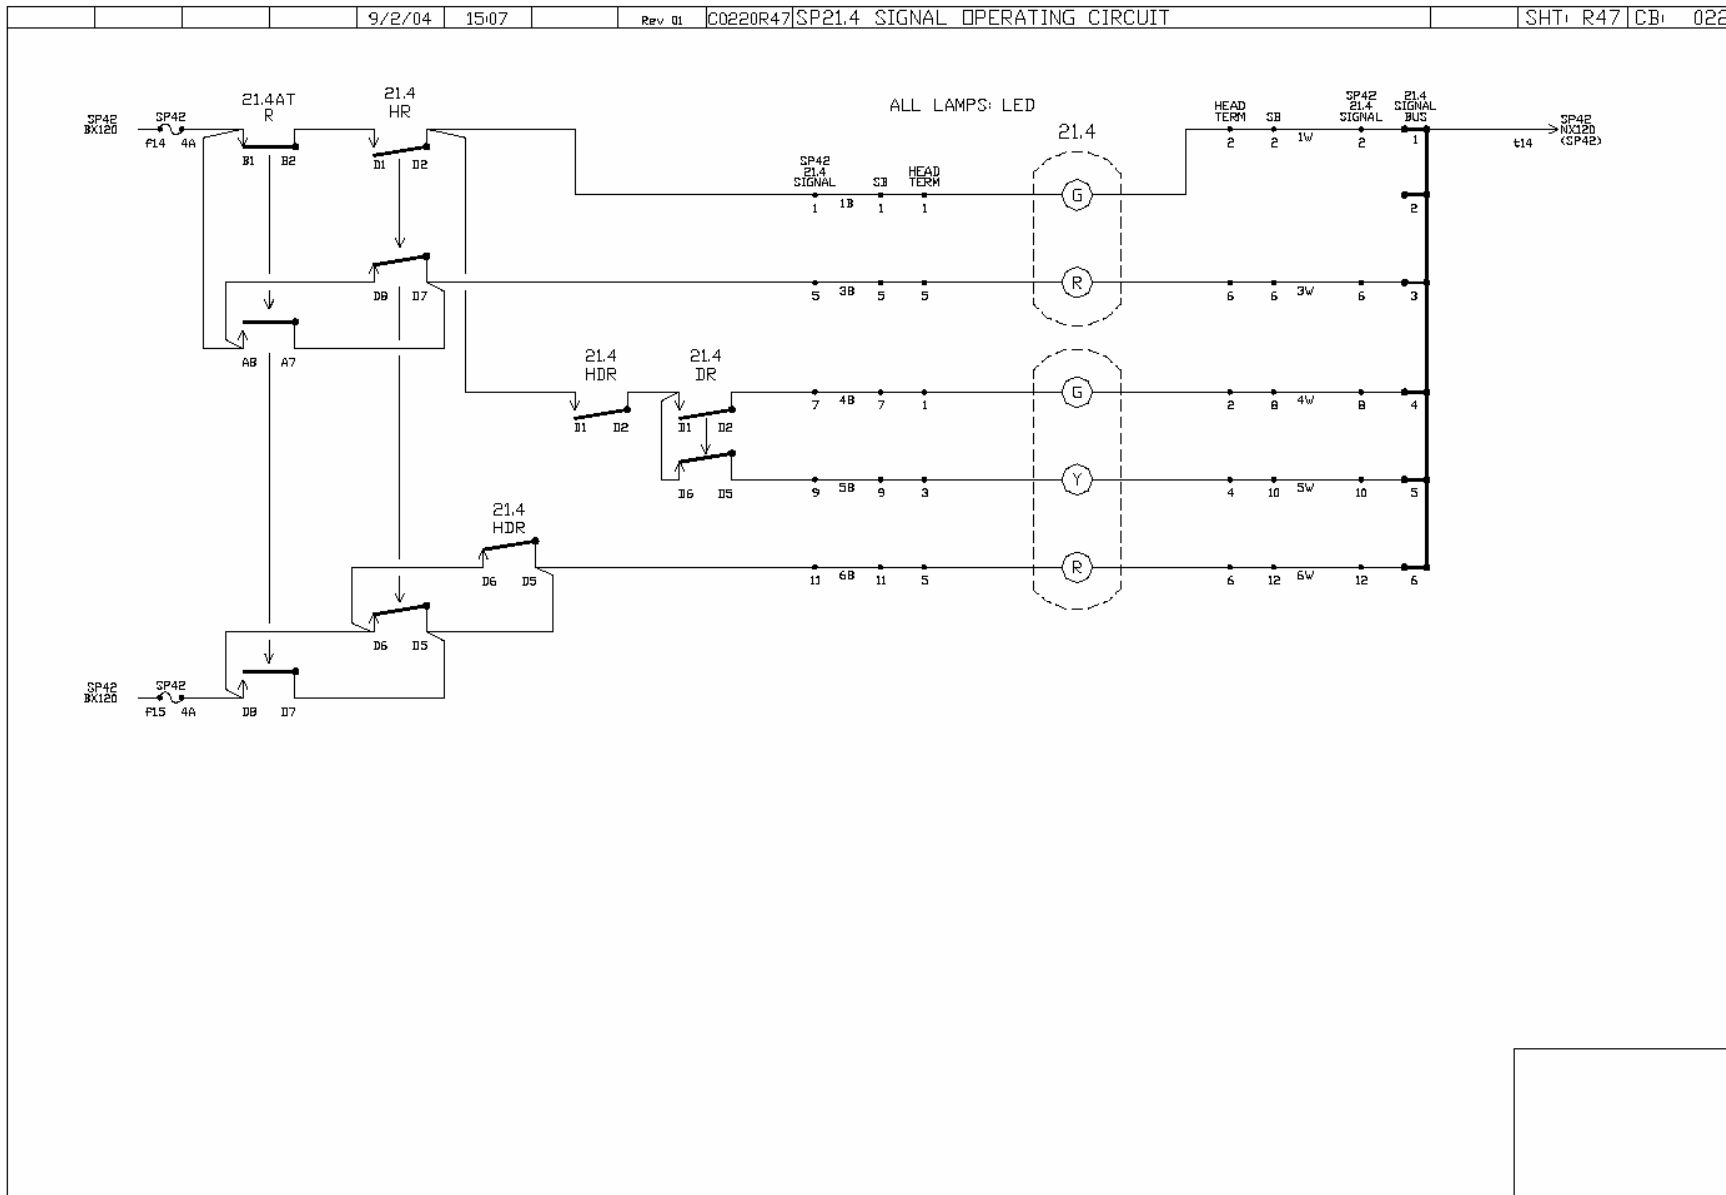 9/2/04 15:07 Rev 01 C0220R47 SP21.4 SIGNAL OPERATING CIRCUIT SHT: R47 CB: 022
21.4AT
R
21.4
HR
ALL LAMPS: LED
SP42
BX120
SP42
f14 4A
B1 B2
D1 D2
21.4
HEAD
TERM
2
SB
2
1W
SP42
21.4
SIGNAL
2
21.4
SIGNAL
BUS
1
t14
SP42
NX120
(SP42)
SP42
21.4
SIGNAL
1
1B
SB
1
HEAD
TERM
1
G
2
D8 D7
5 3B 5 5 R 6 6 3W 6 3
A8 A7
21.4
HDR
21.4
DR
D1 D2
D1 D2
7 4B 7 1 G 2 8 4W 8 4
D6 D5
9 5B 9 3 Y 4 10 5W 10 5
21.4
HDR
D6 D5
11 6B 11 5 R 6 12 6W 12 6
D6 D5
SP42
BX120
SP42
f15 4A
D8 D7